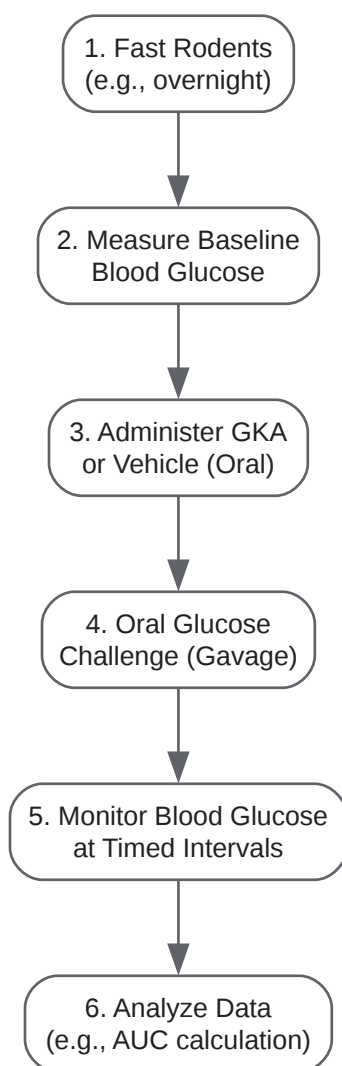 1. Fast Rodents
(e.g., overnight)
2. Measure Baseline
Blood Glucose
3. Administer GKA
or Vehicle (Oral)
4. Oral Glucose
Challenge (Gavage)
5. Monitor Blood Glucose
at Timed Intervals
6. Analyze Data
(e.g., AUC calculation)